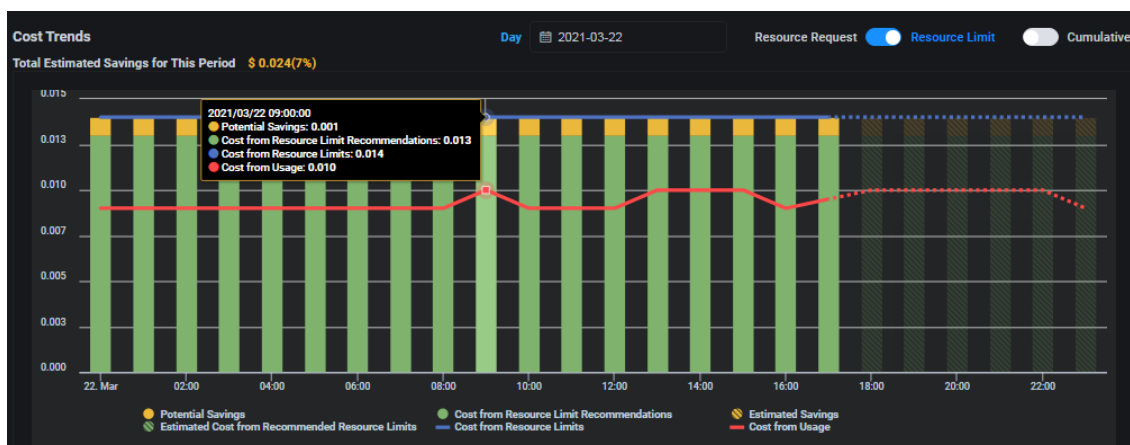 Cost Trends
Day
2021-03-22
Resource Request
Resource Limit
Cumulative
Total Estimated Savings for This Period $ 0.024(7%)
0.015
0.013
0.010
0.007
0.005
0.003
0.000
2021/03/22 09:00:00
Potential Savings: 0.001
Cost from Resource Limit Recommendations: 0.013
Cost from Resource Limits: 0.014
Cost from Usage: 0.010
22. Mar
02:00
04:00
06:00
08:00
10:00
12:00
14:00
16:00
18:00
20:00
22:00
Potential Savings
Cost from Resource Limit Recommendations
Estimated Savings
Estimated Cost from Recommended Resource Limits
Cost from Resource Limits
Cost from Usage